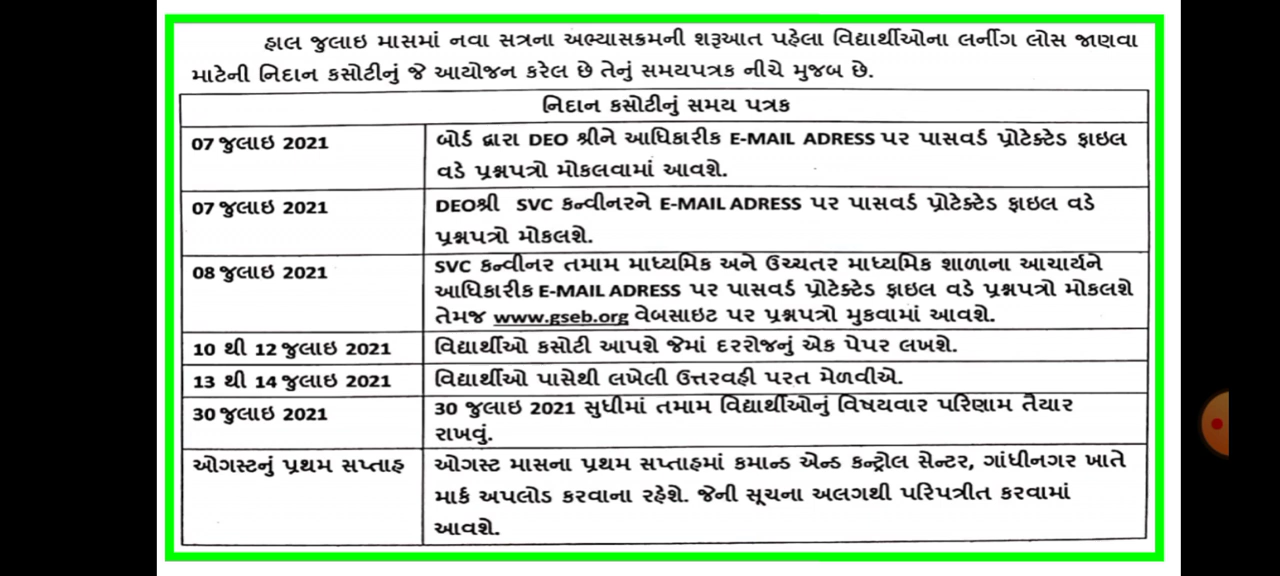 હાલ જુલાઇ માસમાં નવા સત્રના અભ્યાસક્રમની શરૂઆત પહેલા વિદ્યાર્થીઓના લર્નીગ લોસ જાણવા
માટેની નિદાન કસોટીનું જે આયોજન કરેલ છે તેનું સમયપત્રક નીચે મુજબ છે.
નિદાન કસોટીનું સમય પત્રક
07 જુલાઇ 2021
બોર્ડ દ્વારા DEO શ્રીને આધિકારીક E-MAIL ADRESS પર પાસવર્ડ પ્રોટેક્ટેડ ફાઇલ
વડે પ્રશ્નપત્રો મોકલવામાં આવશે.
07 જુલાઇ 2021
DEOશ્રી SVC કન્વીનરને E-MAIL ADRESS પર પાસવર્ડ પ્રોટેક્ટેડ ફાઇલ વડે
પ્રશ્નપત્રો મોકલશે.
08 જુલાઇ 2021
SVC કન્વીનર તમામ માધ્યમિક અને ઉચ્ચતર માધ્યમિક શાળાના આચાર્યને
આધિકારીક E-MAIL ADRESS પર પાસવર્ડ પ્રોટેક્ટેડ ફાઇલ વડે પ્રશ્નપત્રો મોકલશે
તેમજ www.gseb.org વેબસાઇટ પર પ્રશ્નપત્રો મુકવામાં આવશે.
10 થી 12 જુલાઇ 2021
વિદ્યાર્થીઓ કસોટી આપશે જેમાં દરરોજનું એક પેપર લખશે.
13 થી 14 જુલાઇ 2021
વિદ્યાર્થીઓ પાસેથી લખેલી ઉત્તરવહી પરત મેળવીએ.
30 જુલાઇ 2021
30 જુલાઇ 2021 સુધીમાં તમામ વિદ્યાર્થીઓનું વિષયવાર પરિણામ તૈયાર
રાખવું.
ઓગસ્ટનું પ્રથમ સપ્તાહ
ઓગસ્ટ માસના પ્રથમ સપ્તાહમાં કમાન્ડ એન્ડ કન્ટ્રોલ સેન્ટર, ગાંધીનગર ખાતે
માર્ક અપલોડ કરવાના રહેશે. જેની સૂચના અલગથી પરિપત્રીત કરવામાં
આવશે.